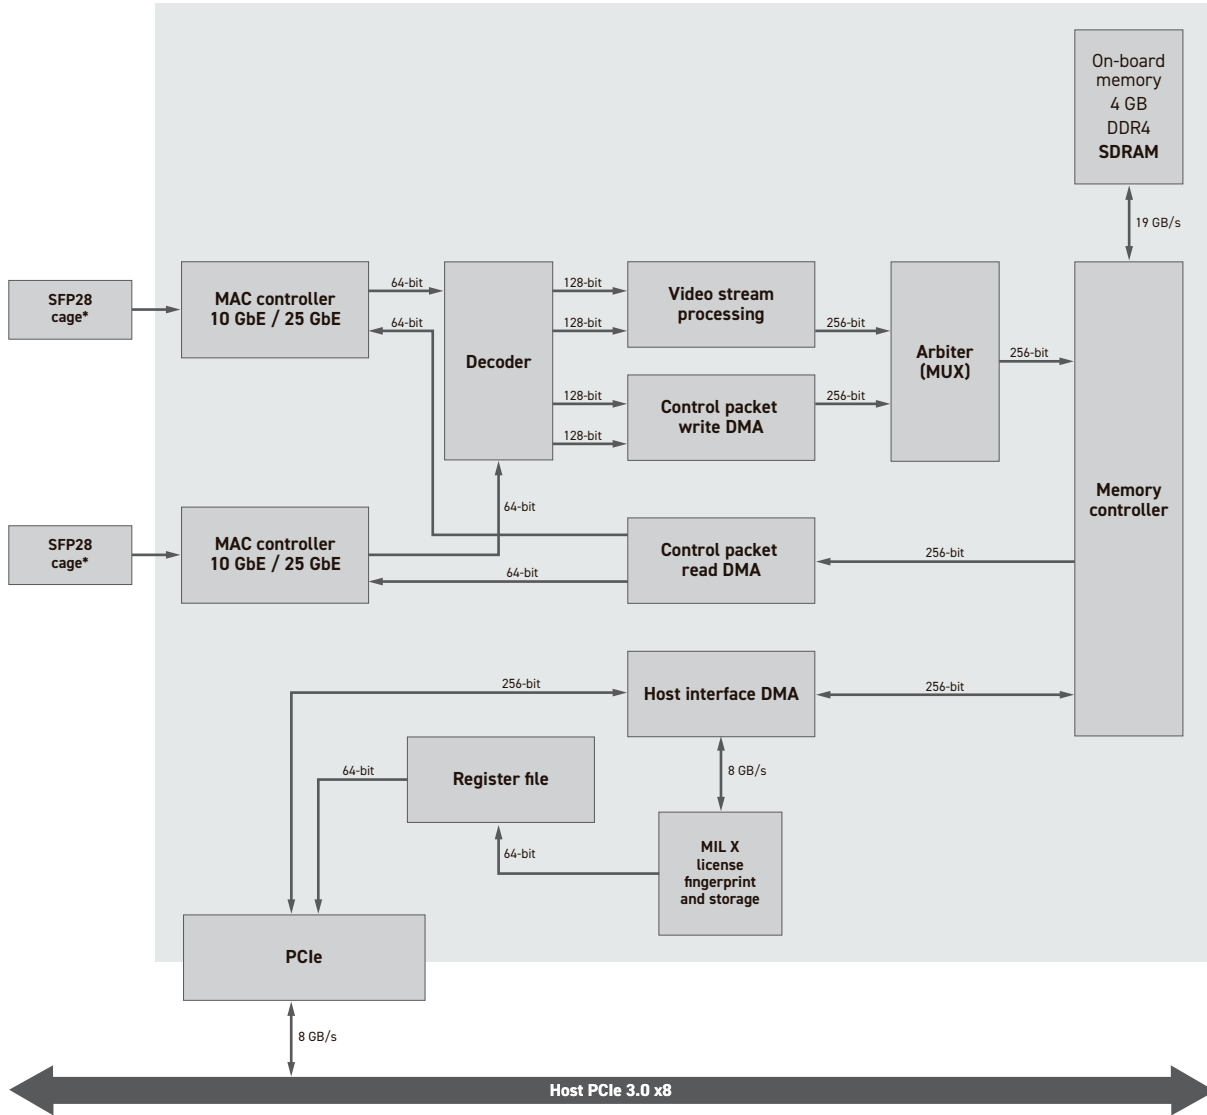 On-board
memory
4 GB
DDR4
SDRAM
19 GB/s
SFP28
cage*
MAC controller
10 GbE / 25 GbE
64-bit
64-bit
Decoder
128-bit
128-bit
128-bit
128-bit
Video stream
processing
Control packet
write DMA
256-bit
256-bit
Arbiter
(MUX)
256-bit
Memory
controller
SFP28
cage*
MAC controller
10 GbE / 25 GbE
64-bit
64-bit
Control packet
read DMA
256-bit
256-bit
Host interface DMA
256-bit
64-bit
Register file
8 GB/s
64-bit
MIL X
license
fingerprint
and storage
PCIe
8 GB/s
Host PCIe 3.0 x8